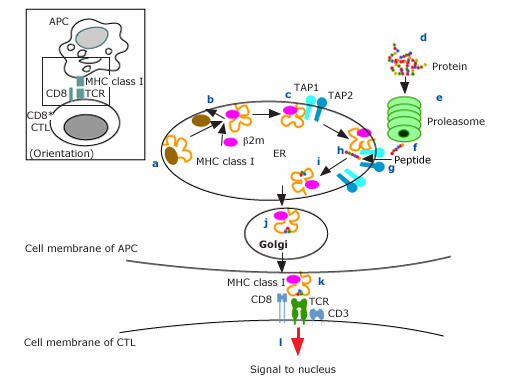 APC
MHC class I
CD8 TCR
CD8*
CTL
(Orientation)
d
Protein
e
Proteasome
f
Peptide
g
h
TAP1
TAP2
c
b
β2m
MHC class I
ER
a
i
j
Golgi
Cell membrane of APC
MHC class I
k
CD8
TCR
CD3
Cell membrane of CTL
l
Signal to nucleus